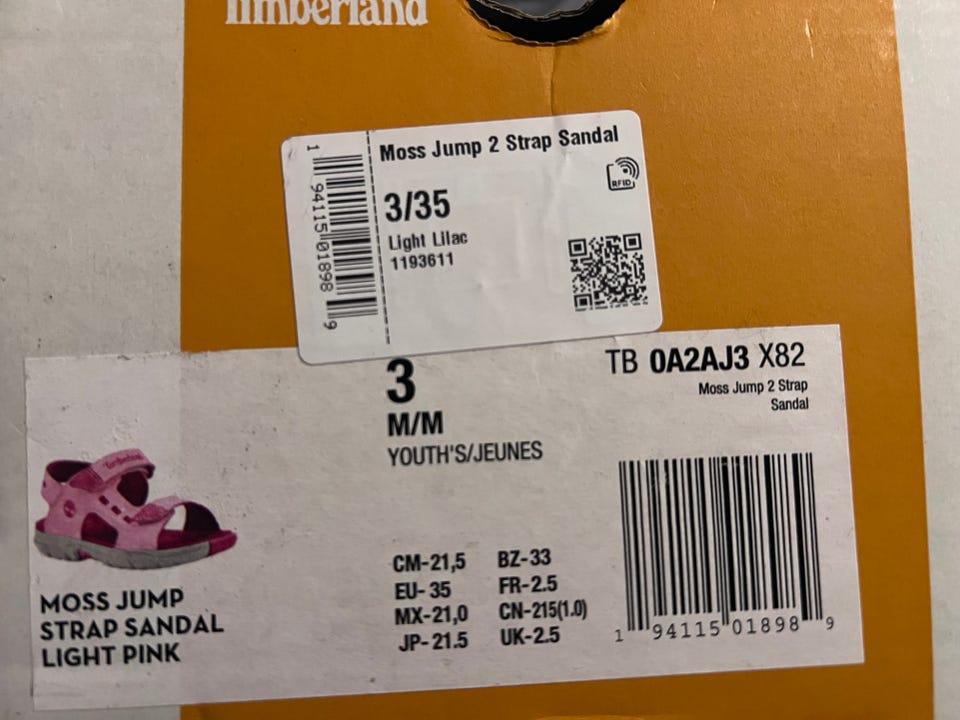 Timberland
Moss Jump 2 Strap Sandal
RFID
3/35
Light Lilac
1193611
1 94115 01898 9
3
M/M
YOUTH'S/JEUNES
TB 0A2AJ3 X82
Moss Jump 2 Strap
Sandal
CM-21,5 BZ-33
EU- 35 FR-2.5
MX-21,0 CN-215(1.0)
JP- 21.5 UK-2.5
1 94115 01898 9
Timberland
MOSS JUMP
STRAP SANDAL
LIGHT PINK